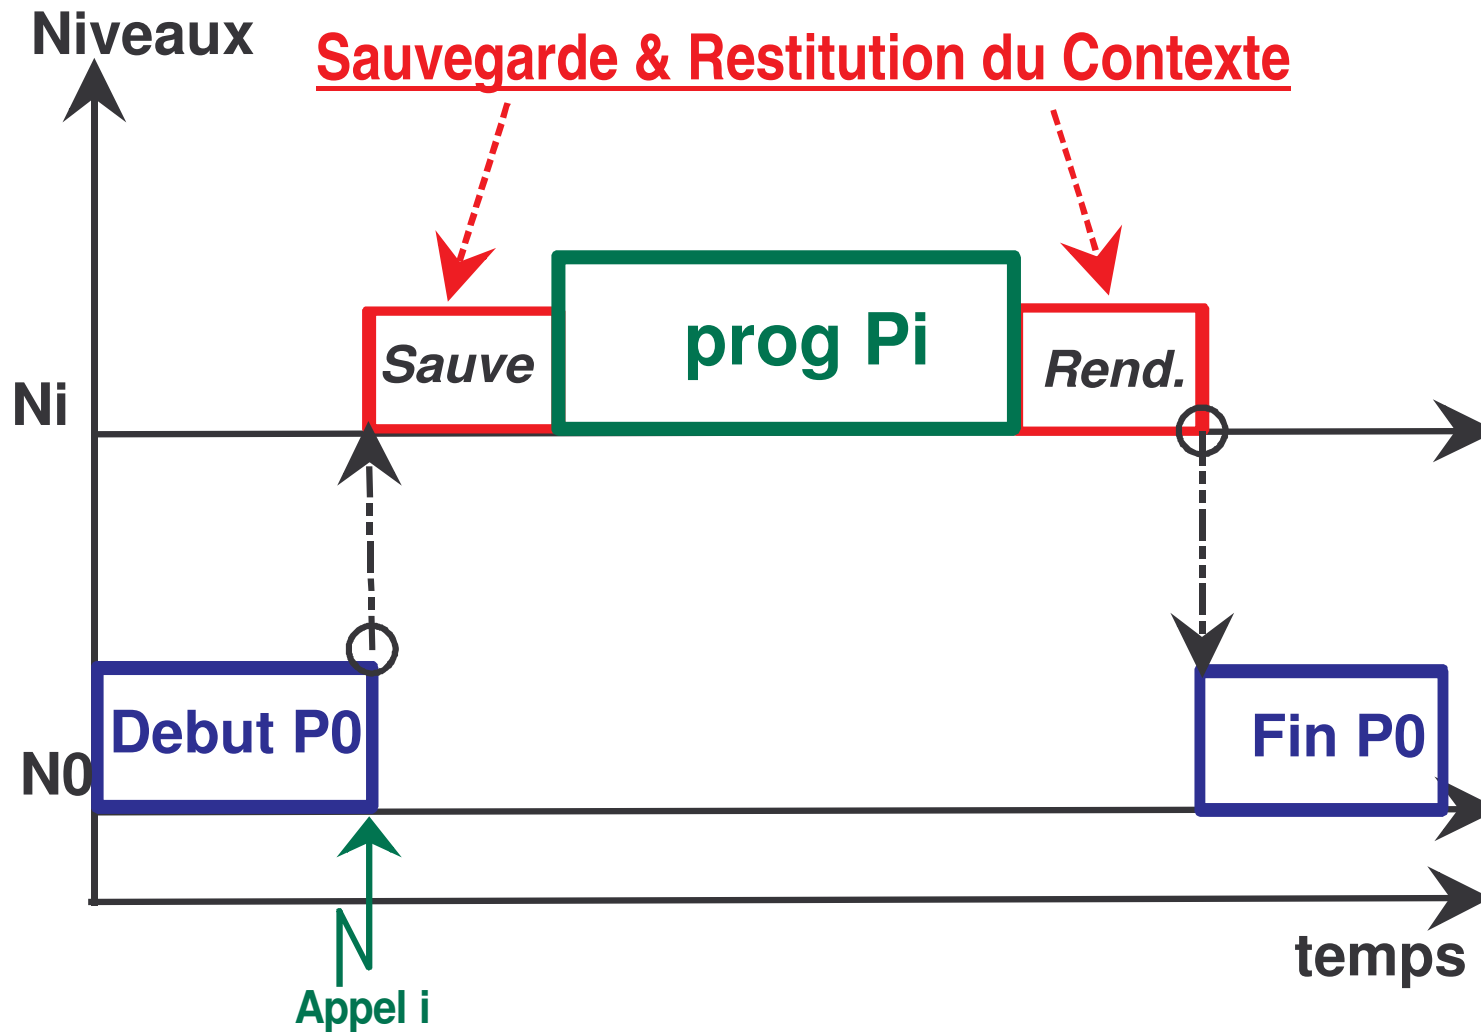 Niveaux
Sauvegarde & Restitution du Contexte
Sauve
prog Pi
Rend.
Ni
Debut P0
Fin P0
N0
temps
Appel i